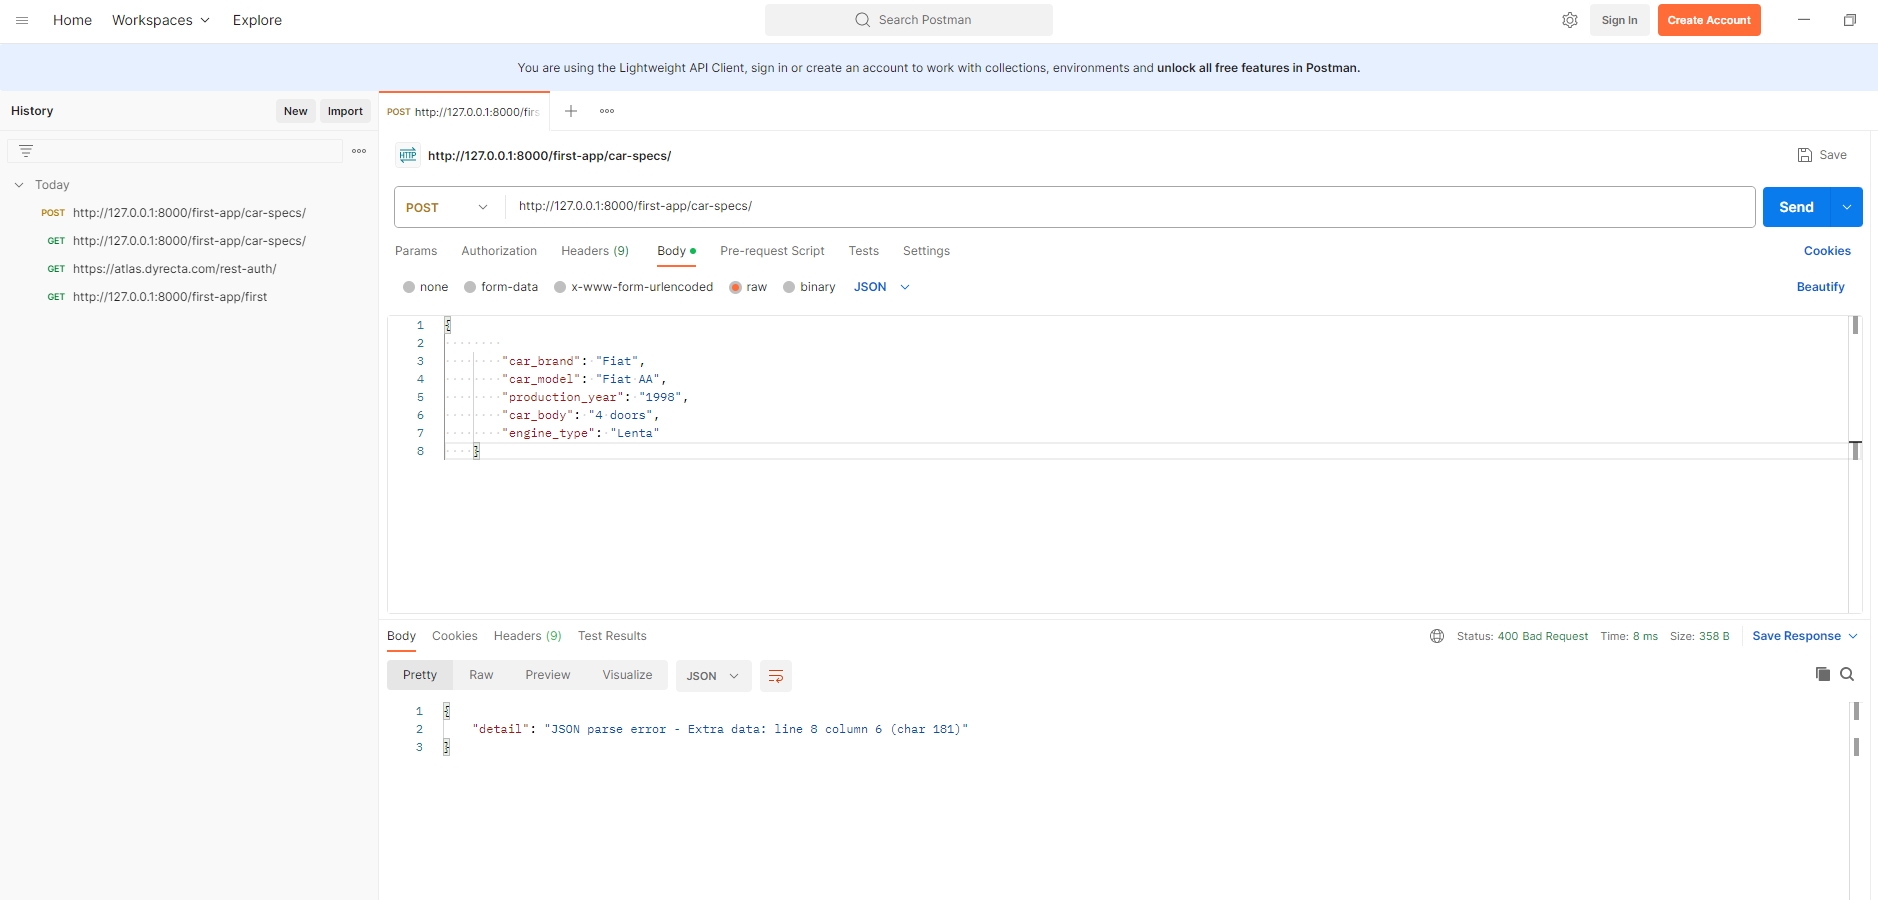 Home Workspaces Explore Search Postman Sign In Create Account
You are using the Lightweight API Client, sign in or create an account to work with collections, environments and unlock all free features in Postman.
History New Import
Today
POST http://127.0.0.1:8000/first-app/car-specs/
GET http://127.0.0.1:8000/first-app/car-specs/
GET https://atlas.dyrecta.com/rest-auth/
GET http://127.0.0.1:8000/first-app/first
POST http://127.0.0.1:8000/firs
HTTP http://127.0.0.1:8000/first-app/car-specs/ Save
POST http://127.0.0.1:8000/first-app/car-specs/ Send
Params Authorization Headers (9) Body Pre-request Script Tests Settings Cookies
none form-data x-www-form-urlencoded raw binary JSON Beautify
1 {
2
3 "car_brand": "Fiat",
4 "car_model": "Fiat AA",
5 "production_year": "1998",
6 "car_body": "4 doors",
7 "engine_type": "Lenta"
8 }
Body Cookies Headers (9) Test Results Status: 400 Bad Request Time: 8 ms Size: 358 B Save Response
Pretty Raw Preview Visualize JSON
1 {
2 "detail": "JSON parse error - Extra data: line 8 column 6 (char 181)"
3 }